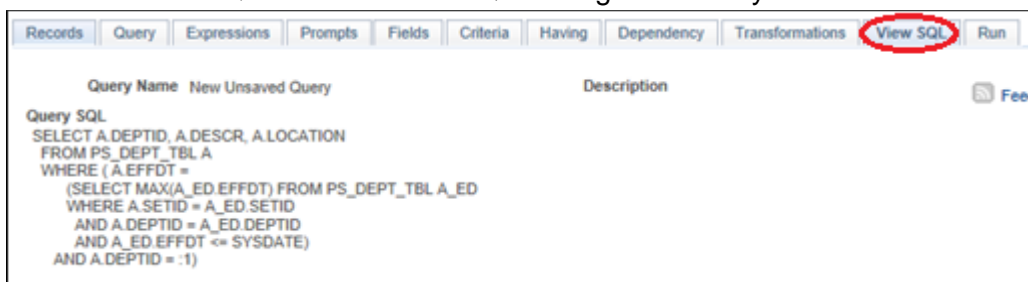 Records Query Expressions Prompts Fields Criteria Having Dependency Transformations View SQL Run
Query Name New Unsaved Query Description Fee
Query SQL
SELECT A.DEPTID, A.DESCR, A.LOCATION
FROM PS_DEPT_TBL A
WHERE ( A.EFFDT =
(SELECT MAX(A_ED.EFFDT) FROM PS_DEPT_TBL A_ED
WHERE A.SETID = A_ED.SETID
AND A.DEPTID = A_ED.DEPTID
AND A_ED.EFFDT <= SYSDATE)
AND A.DEPTID = :1)